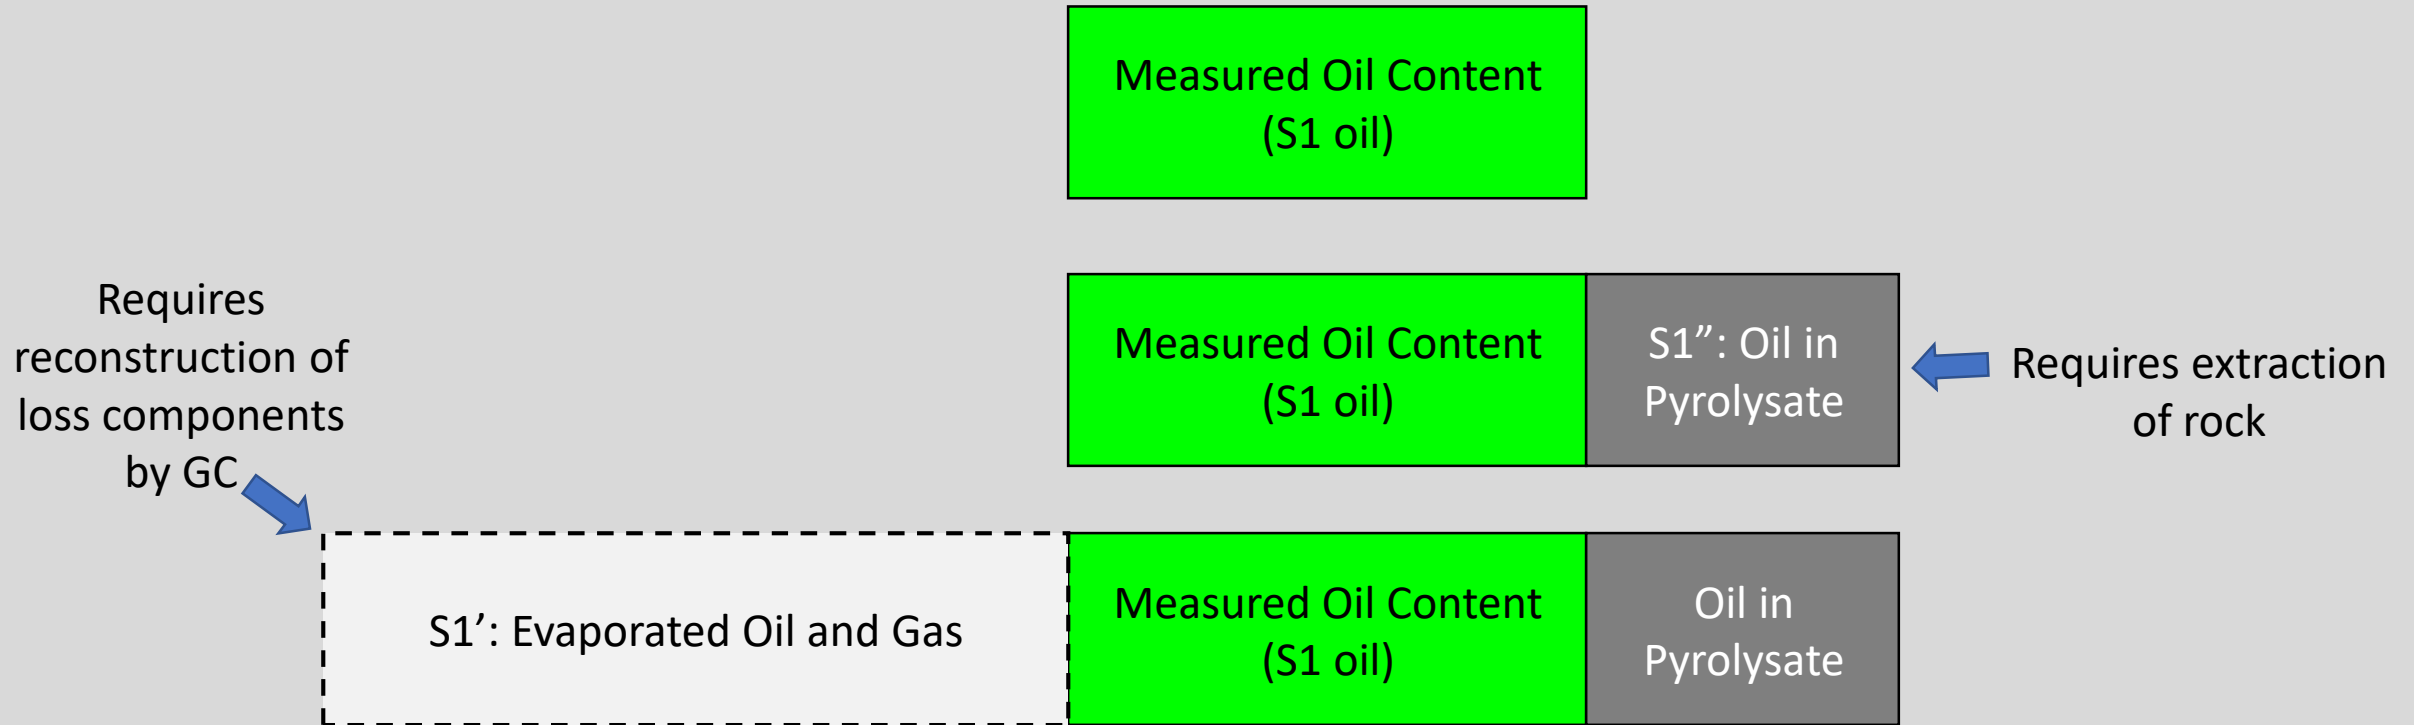 Measured Oil Content
(S1 oil)
Requires
reconstruction of
loss components
by GC
Measured Oil Content
(S1 oil)
S1”: Oil in
Pyrolysate
Requires extraction
of rock
S1’: Evaporated Oil and Gas
Measured Oil Content
(S1 oil)
Oil in
Pyrolysate